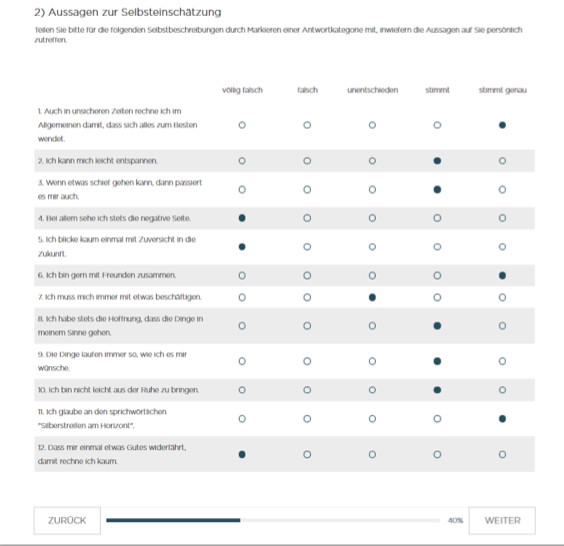 2) Aussagen zur Selbsteinschätzung
Teilen Sie bitte für die folgenden Selbstbeschreibungen durch Markieren einer Antwortkategorie mit, inwiefern die Aussagen auf Sie persönlich
zutreffen.
völlig falsch falsch unentschieden stimmt stimmt genau
1. Auch in unsicheren Zeiten rechne ich im
Allgemeinen damit, dass sich alles zum Besten
wendet.
2. Ich kann mich leicht entspannen.
3. Wenn etwas schief gehen kann, dann passiert
es mir auch.
4. Bei allem sehe ich stets die negative Seite.
5. Ich blicke kaum einmal mit Zuversicht in die
Zukunft.
6. Ich bin gern mit Freunden zusammen.
7. Ich muss mich immer mit etwas beschäftigen.
8. Ich habe stets die Hoffnung, dass die Dinge in
meinem Sinne gehen.
9. Die Dinge laufen immer so, wie ich es mir
wünsche.
10. Ich bin nicht leicht aus der Ruhe zu bringen.
11. Ich glaube an den sprichwörtlichen
"Silberstreifen am Horizont".
12. Dass mir einmal etwas Gutes widerfährt,
damit rechne ich kaum.
ZURÜCK 40% WEITER